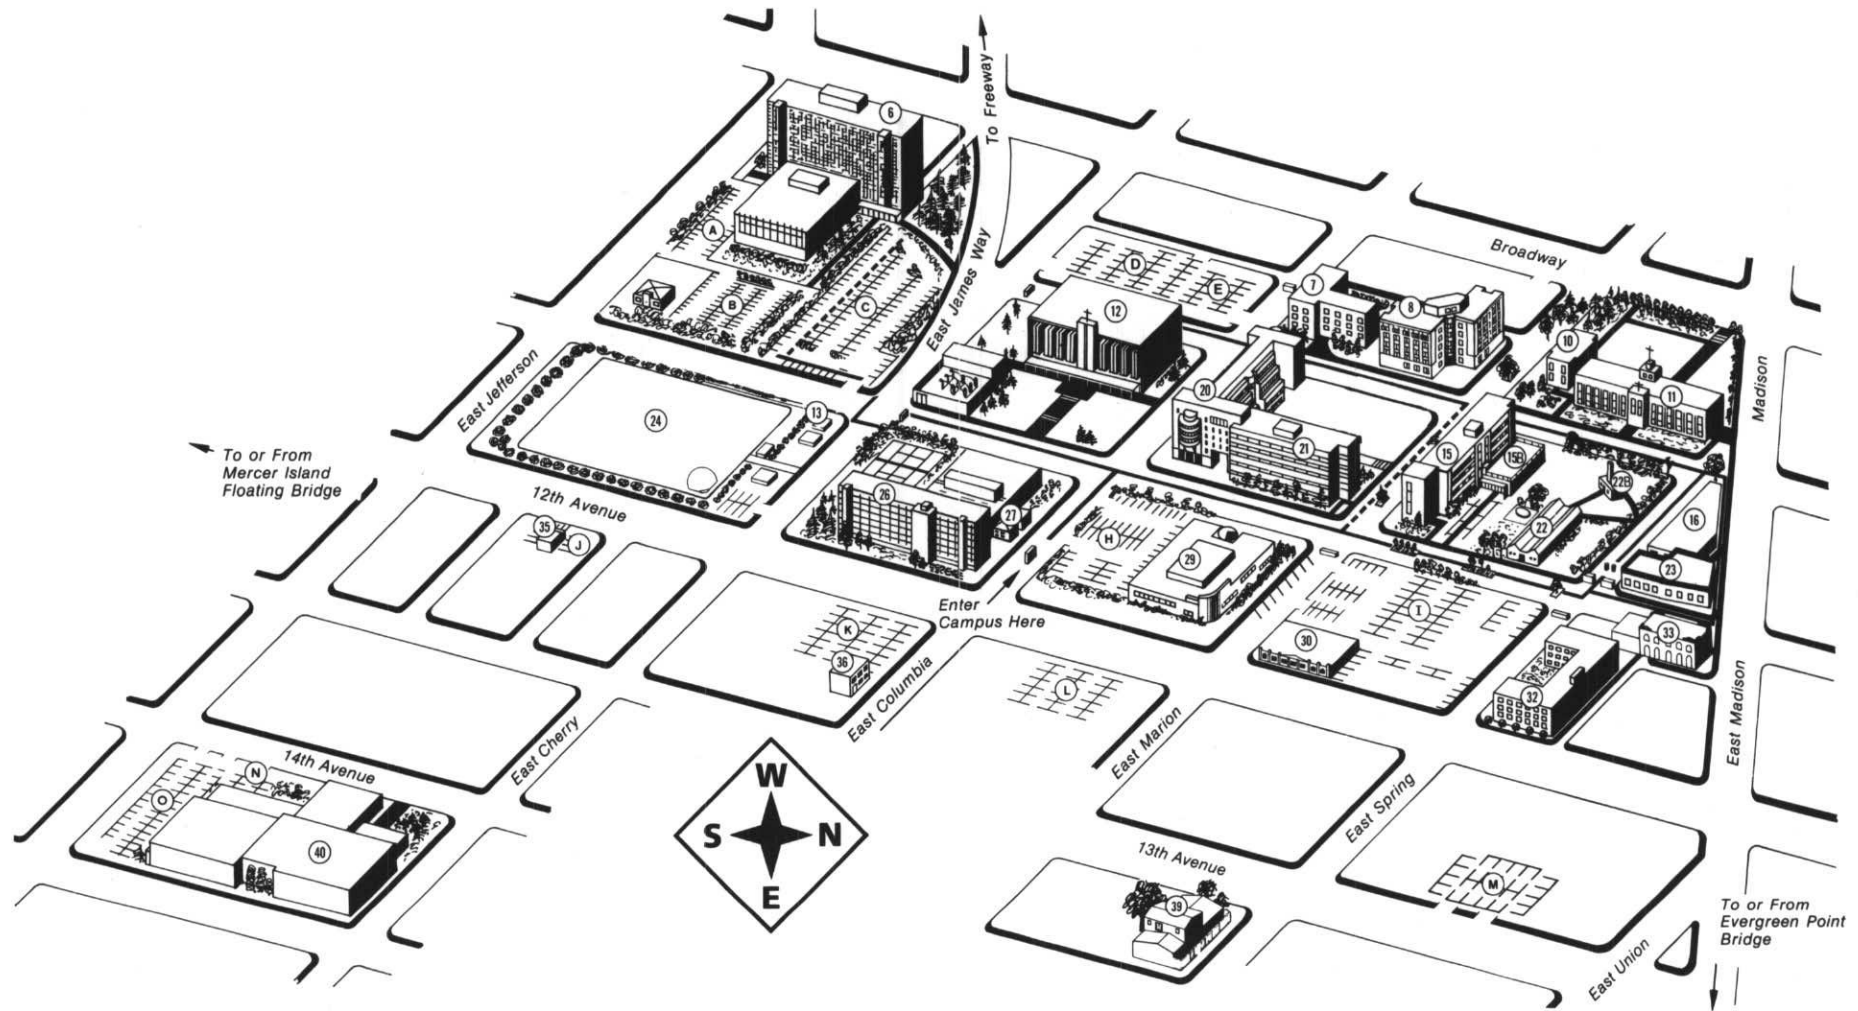 To Freeway
6
A
B
C
East James Way
D
E
Broadway
7
8
12
10
11
Madison
20
21
15
15B
22B
22
16
23
East Jefferson
24
13
To or From
Mercer Island
Floating Bridge
12th Avenue
35
J
26
27
H
29
Enter
Campus Here
I
30
33
32
K
36
East Columbia
L
East Marion
East Madison
East Cherry
14th Avenue
N
O
40
W
S
N
E
East Spring
13th Avenue
39
M
To or From
Evergreen Point
Bridge
East Union